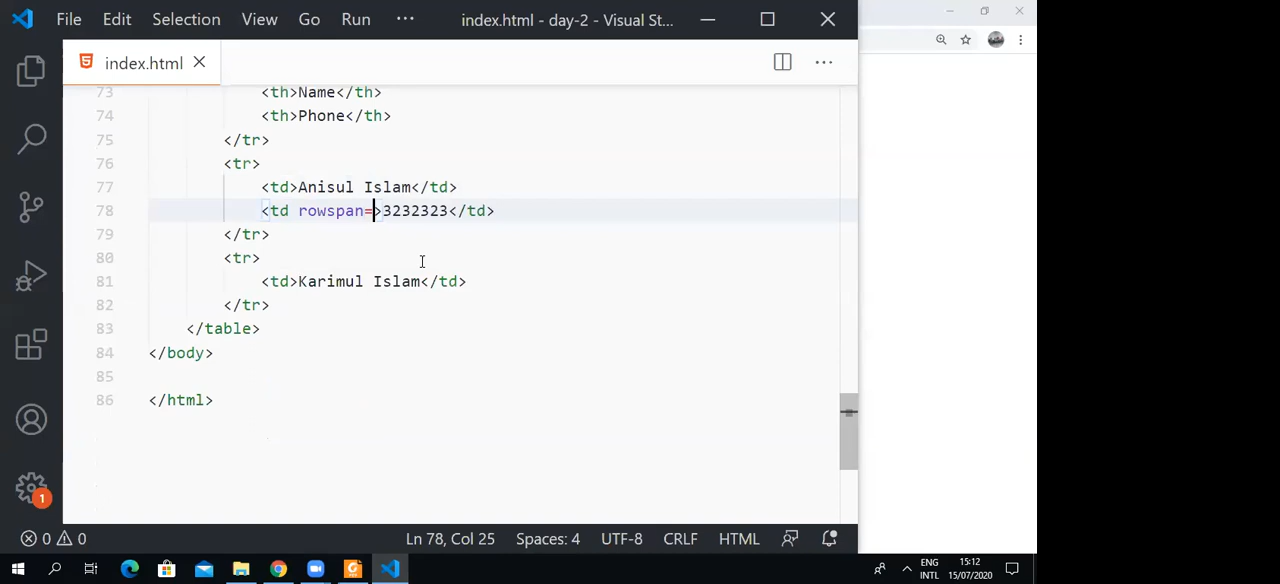 File Edit Selection View Go Run ··· index.html - day-2 - Visual St...
index.html
73 <th>Name</th>
74 <th>Phone</th>
75 </tr>
76 <tr>
77 <td>Anisul Islam</td>
78 <td rowspan=>3232323</td>
79 </tr>
80 <tr>
81 <td>Karimul Islam</td>
82 </tr>
83 </table>
84 </body>
85
86 </html>
1
0 0 Ln 78, Col 25 Spaces: 4 UTF-8 CRLF HTML
ENG 15:12
INTL 15/07/2020